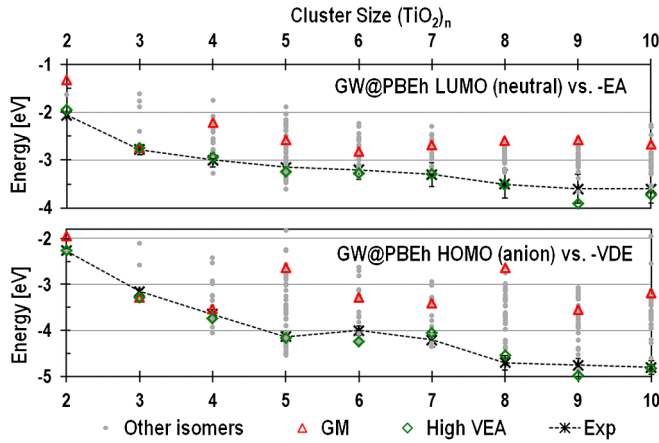 Cluster Size (TiO₂)ₙ
2 3 4 5 6 7 8 9 10
GW@PBEh LUMO (neutral) vs. -EA
Energy [eV]
-1
-2
-3
-4
GW@PBEh HOMO (anion) vs. -VDE
Energy [eV]
-2
-3
-4
-5
2 3 4 5 6 7 8 9 10
Other isomers GM High VEA Exp